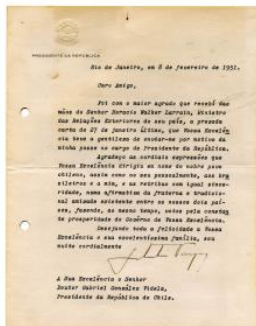 PRESIDENTE DA REPÚBLICA
Rio de Janeiro, em 8 de fevereiro de 1951.
Caro Amigo,
Foi com o maior agrado que recebí das
mãos do Senhor Horacio Walker Larraín, Ministro
das Relações Exteriores de seu país, a prezada
carta de 27 de janeiro último, que Vossa Excelên
cia teve a gentileza de enviar-me por motivo da
minha posse no cargo de Presidente da República.
Agradeço as cordiais expressões que
Vossa Excelência dirigiu em nome do nobre povo
chileno, assim como no seu pessoalmente, aos bra
sileiros e a mim, e as retribuo com igual since-
ridade, numa afirmação da fraterna e tradicio-
nal amizade existente entre os nossos dois paí-
ses, fazendo, ao mesmo tempo, votos pela constan
te prosperidade do Govêrno de Vossa Excelência.
Desejando toda a felicidade a Vossa
Excelência e sua excelentíssima família, sou
muito cordialmente
A Sua Excelência o Senhor
Doutor Gabriel González Videla,
Presidente da República do Chile.